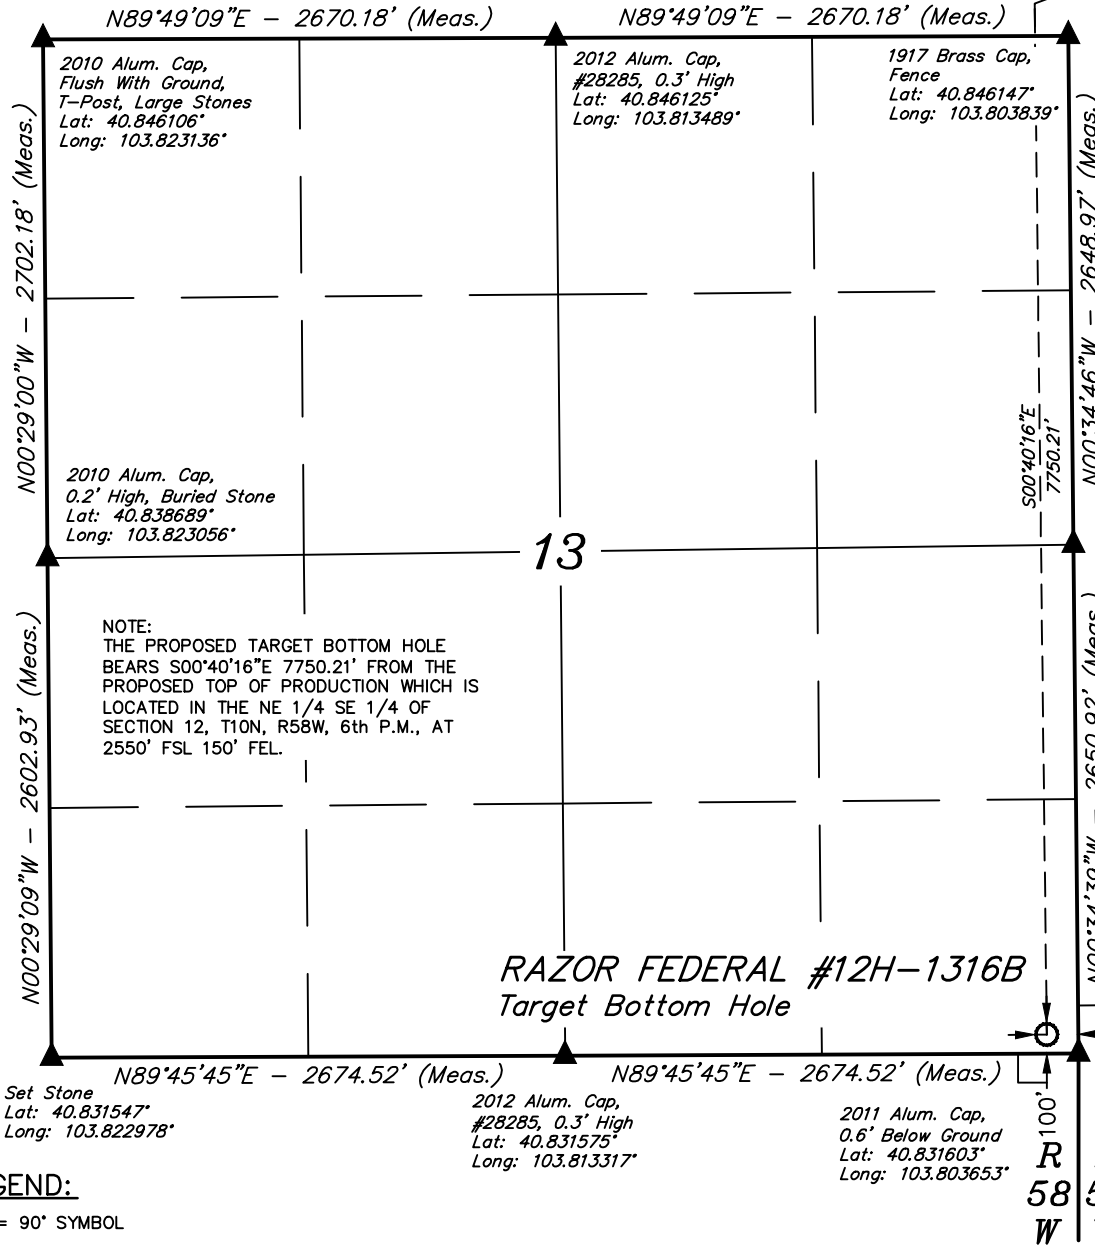 N89°49'09"E - 2670.18' (Meas.)
N89°49'09"E - 2670.18' (Meas.)
2010 Alum. Cap,
Flush With Ground,
T-Post, Large Stones
Lat: 40.846106°
Long: 103.823136°
2012 Alum. Cap,
#28285, 0.3' High
Lat: 40.846125°
Long: 103.813489°
1917 Brass Cap,
Fence
Lat: 40.846147°
Long: 103.803839°
N00°29'00"W - 2702.18' (Meas.)
N00°34'46"W - 2648.97' (Meas.)
S00°40'16"E
7750.21'
2010 Alum. Cap,
0.2' High, Buried Stone
Lat: 40.838689°
Long: 103.823056°
13
NOTE:
THE PROPOSED TARGET BOTTOM HOLE
BEARS S00°40'16"E 7750.21' FROM THE
PROPOSED TOP OF PRODUCTION WHICH IS
LOCATED IN THE NE 1/4 SE 1/4 OF
SECTION 12, T10N, R58W, 6th P.M., AT
2550' FSL 150' FEL.
N00°29'09"W - 2602.93' (Meas.)
N00°34'39"W - 2650.92' (Meas.)
RAZOR FEDERAL #12H-1316B
Target Bottom Hole
N89°45'45"E - 2674.52' (Meas.)
N89°45'45"E - 2674.52' (Meas.)
Set Stone
Lat: 40.831547°
Long: 103.822978°
2012 Alum. Cap,
#28285, 0.3' High
Lat: 40.831575°
Long: 103.813317°
2011 Alum. Cap,
0.6' Below Ground
Lat: 40.831603°
Long: 103.803653°
100'
R
58
W
GEND:
= 90° SYMBOL